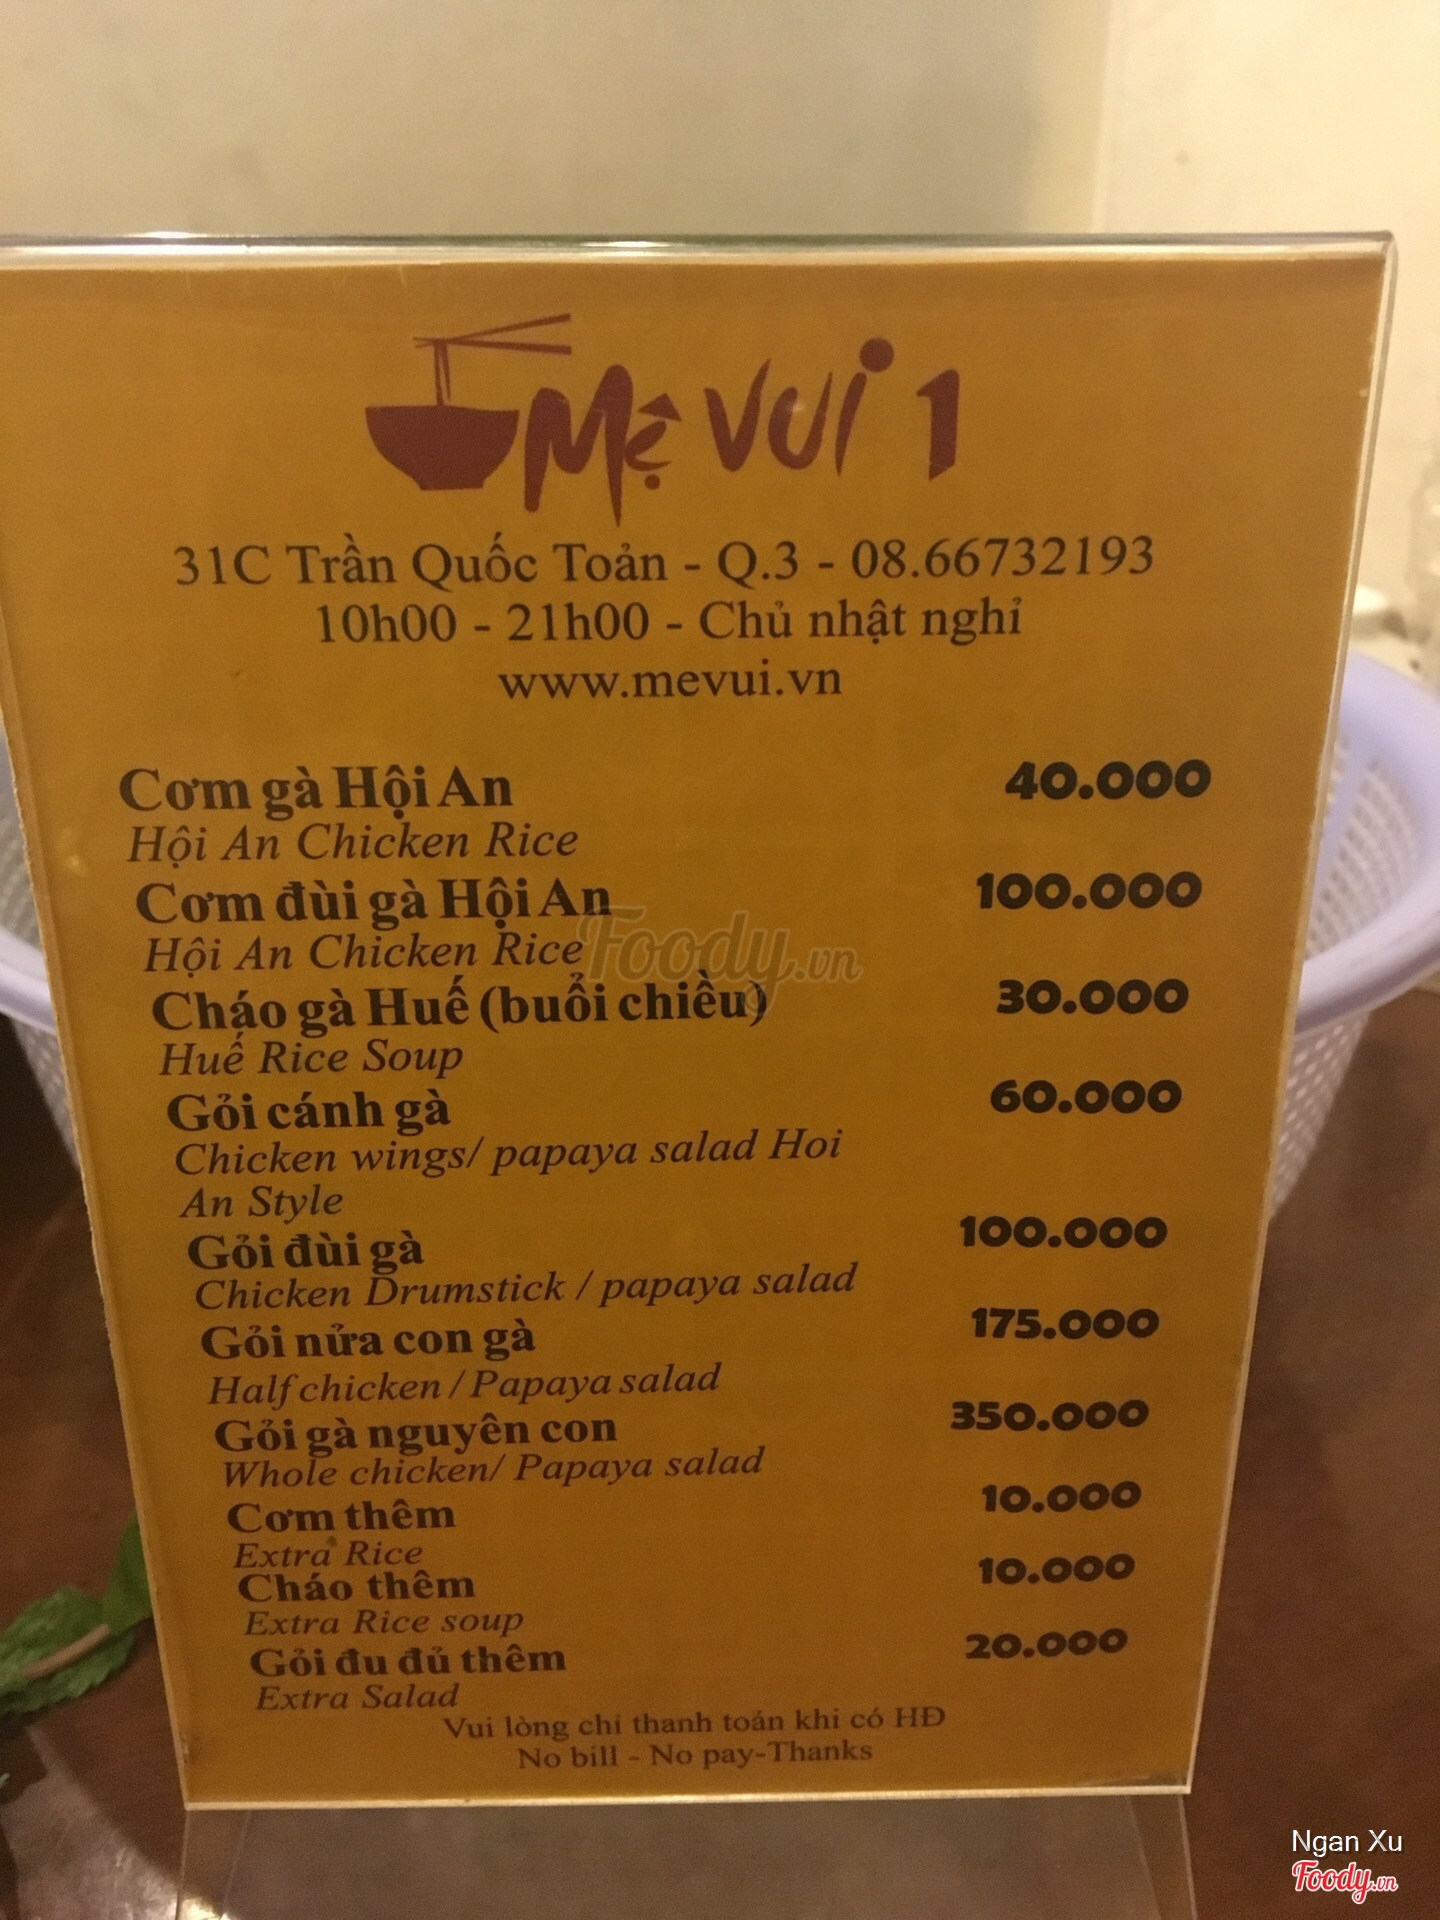 Mệ VUi 1
31C Trần Quốc Toản - Q.3 - 08.66732193
10h00 - 21h00 - Chủ nhật nghỉ
www.mevui.vn
Cơm gà Hội An 40.000
Hội An Chicken Rice
Cơm đùi gà Hội An 100.000
Hội An Chicken Rice
Foody.vn
Cháo gà Huế (buổi chiều) 30.000
Huế Rice Soup
Gỏi cánh gà 60.000
Chicken wings/ papaya salad Hoi
An Style
Gỏi đùi gà 100.000
Chicken Drumstick / papaya salad
Gỏi nửa con gà 175.000
Half chicken / Papaya salad
Gỏi gà nguyên con 350.000
Whole chicken/ Papaya salad
Cơm thêm 10.000
Extra Rice
Cháo thêm 10.000
Extra Rice soup
Gỏi đu đủ thêm 20.000
Extra Salad
Vui lòng chỉ thanh toán khi có HĐ
No bill - No pay-Thanks
Ngan Xu
Foody.vn